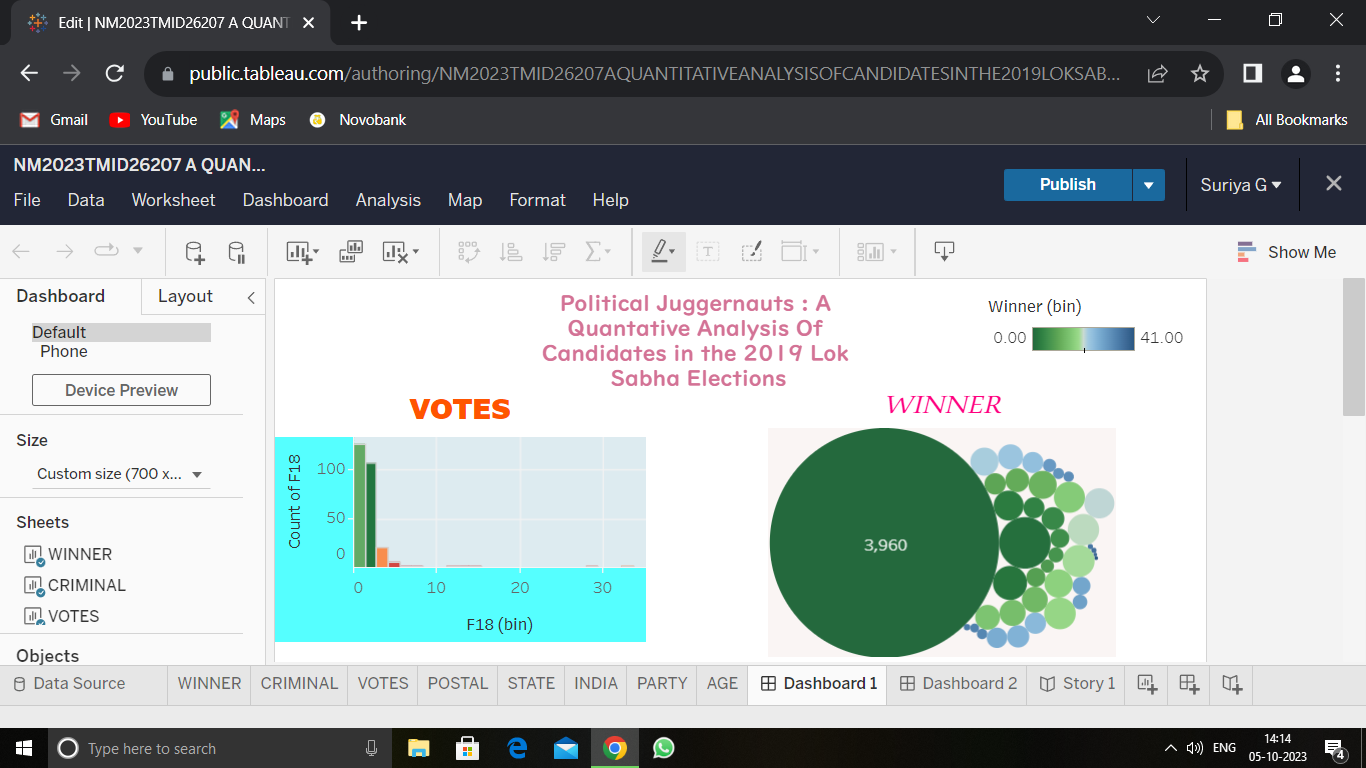 Edit | NM2023TMID26207 A QUANT
public.tableau.com/authoring/NM2023TMID26207AQUANTITATIVEANALYSISOFCANDIDATESINTHE2019LOKSAB...
Gmail YouTube Maps Novobank All Bookmarks
NM2023TMID26207 A QUAN...
Publish Suriya G
File Data Worksheet Dashboard Analysis Map Format Help
Show Me
Dashboard Layout
Default
Phone
Device Preview
Size
Custom size (700 x...
Sheets
WINNER
CRIMINAL
VOTES
Objects
Political Juggernauts : A
Quantative Analysis Of
Candidates in the 2019 Lok
Sabha Elections
Winner (bin)
0.00 41.00
VOTES
Count of F18
100
50
0
0 10 20 30
F18 (bin)
WINNER
3,960
Data Source WINNER CRIMINAL VOTES POSTAL STATE INDIA PARTY AGE Dashboard 1 Dashboard 2 Story 1
Type here to search
ENG
14:14
05-10-2023
4